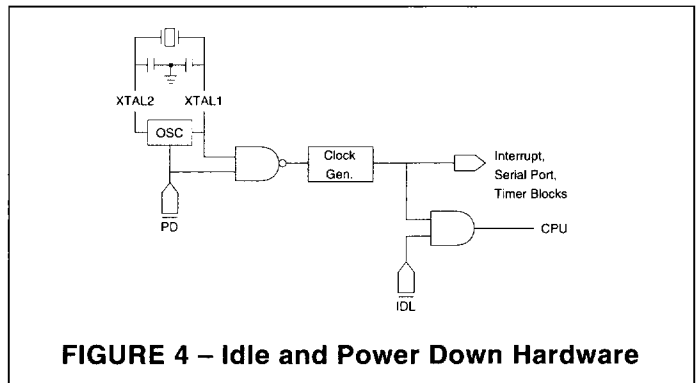 XTAL2 XTAL1
OSC
Clock
Gen.
Interrupt,
Serial Port,
Timer Blocks
PD
CPU
IDL
FIGURE 4 – Idle and Power Down Hardware